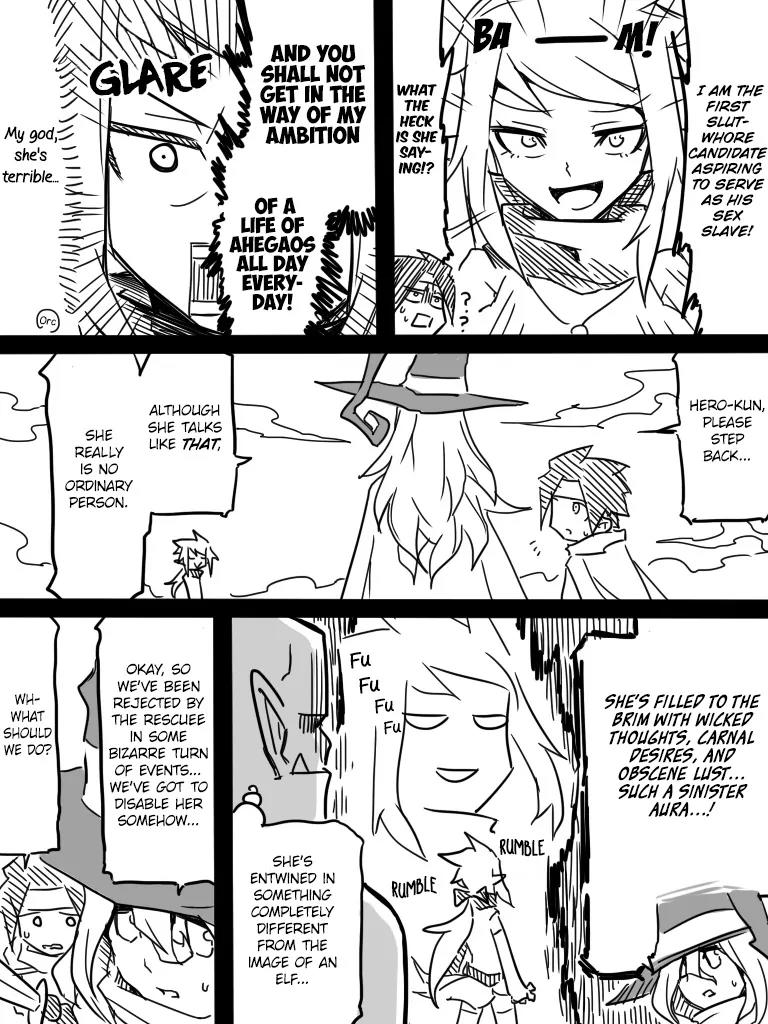 BA — M!
I AM THE
FIRST
SLUT-
WHORE
CANDIDATE
ASPIRING
TO SERVE
AS HIS
SEX
SLAVE!
WHAT
THE
HECK
IS SHE
SAY-
ING!?
? ? ?
AND YOU
SHALL NOT
GET IN THE
WAY OF MY
AMBITION
OF A
LIFE OF
AHEGAOS
ALL DAY
EVERY-
DAY!
GLARE
My god,
she's
terrible...
Orc
HERO-KUN,
PLEASE
STEP
BACK...
ALTHOUGH
SHE TALKS
LIKE THAT,
SHE
REALLY
IS NO
ORDINARY
PERSON.
SHE'S FILLED TO THE
BRIM WITH WICKED
THOUGHTS, CARNAL
DESIRES, AND
OBSCENE LUST...
SUCH A SINISTER
AURA...!
Fu
Fu
Fu
Fu
RUMBLE
RUMBLE
SHE'S
ENTWINED IN
SOMETHING
COMPLETELY
DIFFERENT
FROM THE
IMAGE OF AN
ELF...
OKAY, SO
WE'VE BEEN
REJECTED BY
THE RESCUEE
IN SOME
BIZARRE TURN
OF EVENTS...
WE'VE GOT TO
DISABLE HER
SOMEHOW...
WH-
WHAT
SHOULD
WE DO?